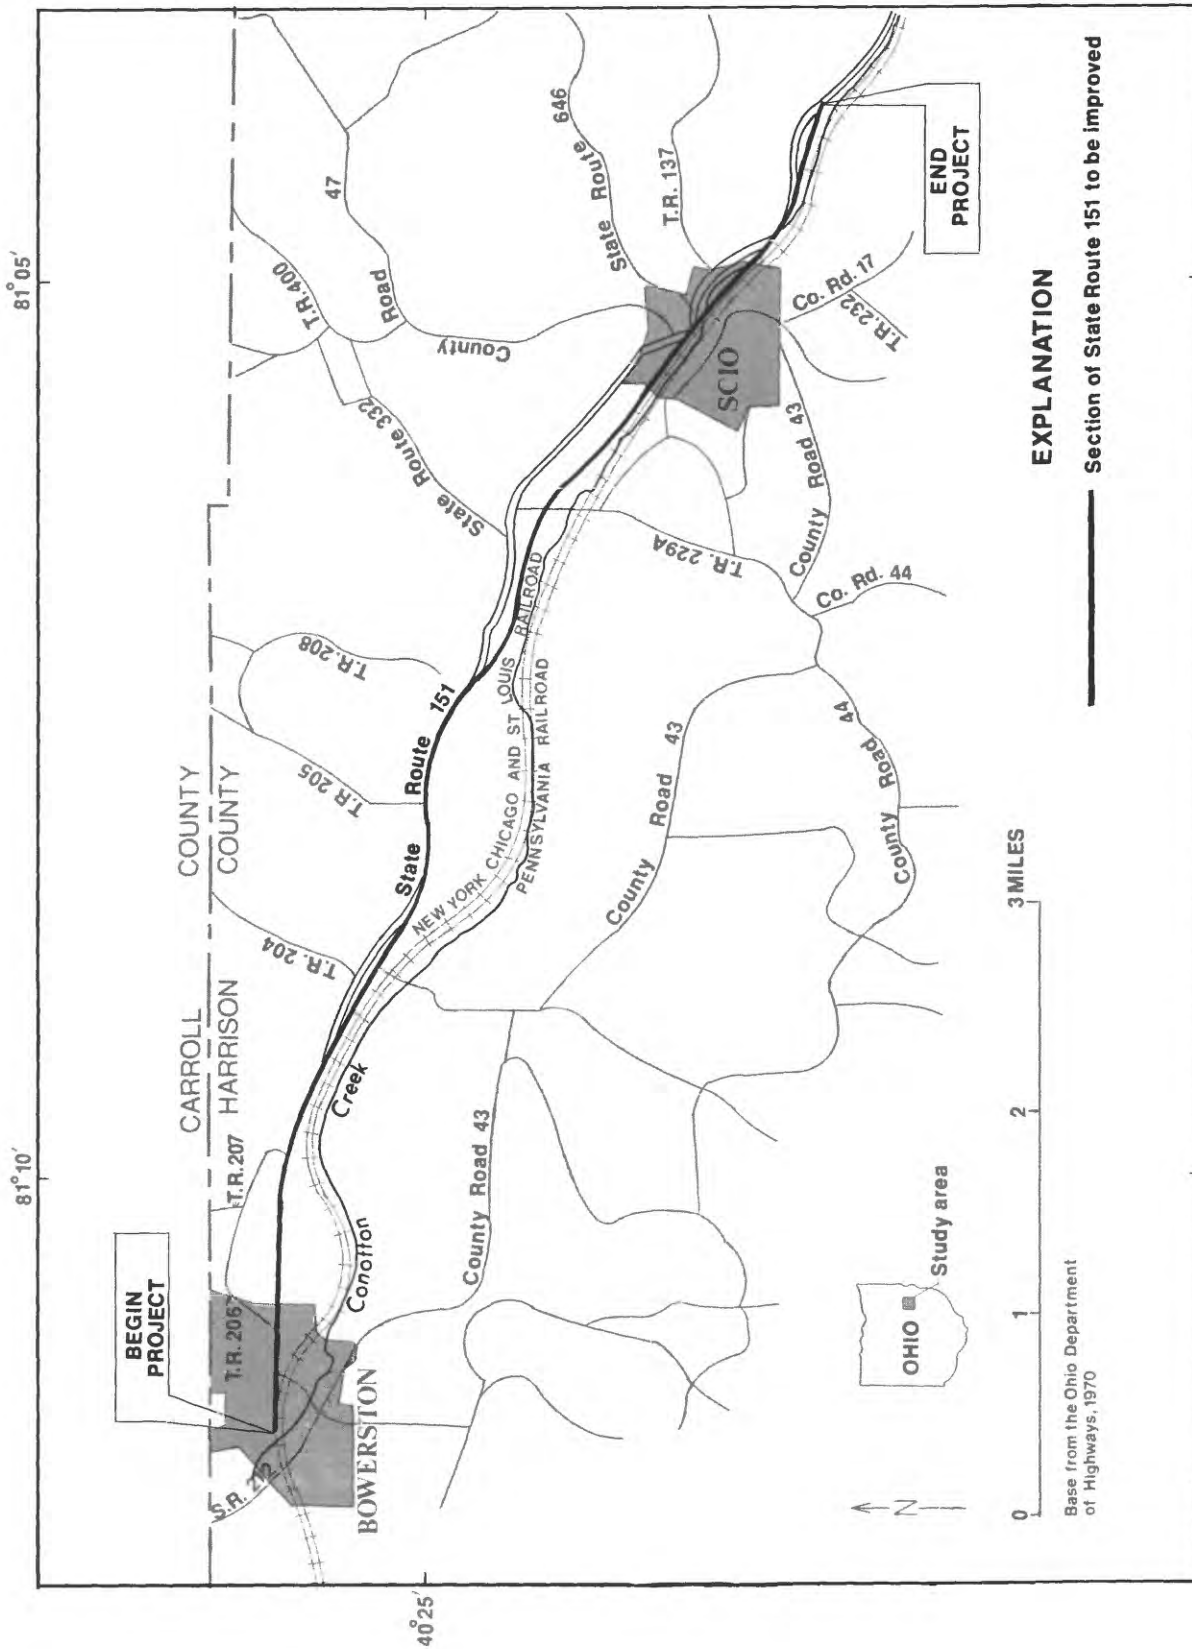 81°10′
81°05′
40°25′
BEGIN
PROJECT
CARROLL COUNTY
HARRISON COUNTY
T.R. 206
T.R. 207
S.R. 212
BOWERSTON
Conotton Creek
T.R. 204
T.R. 205
T.R. 208
State Route 151
NEW YORK CHICAGO AND ST LOUIS RAILROAD
PENNSYLVANIA RAILROAD
State Route 332
T.R. 400
County Road 47
State Route 646
T.R. 137
SCIO
Co. Rd. 17
T.R. 232
END
PROJECT
County Road 43
T.R. 229A
Co. Rd. 44
County Road 43
County Road 44
County Road 43
N
OHIO
Study area
0 1 2 3 MILES
Base from the Ohio Department
of Highways, 1970
EXPLANATION
Section of State Route 151 to be improved